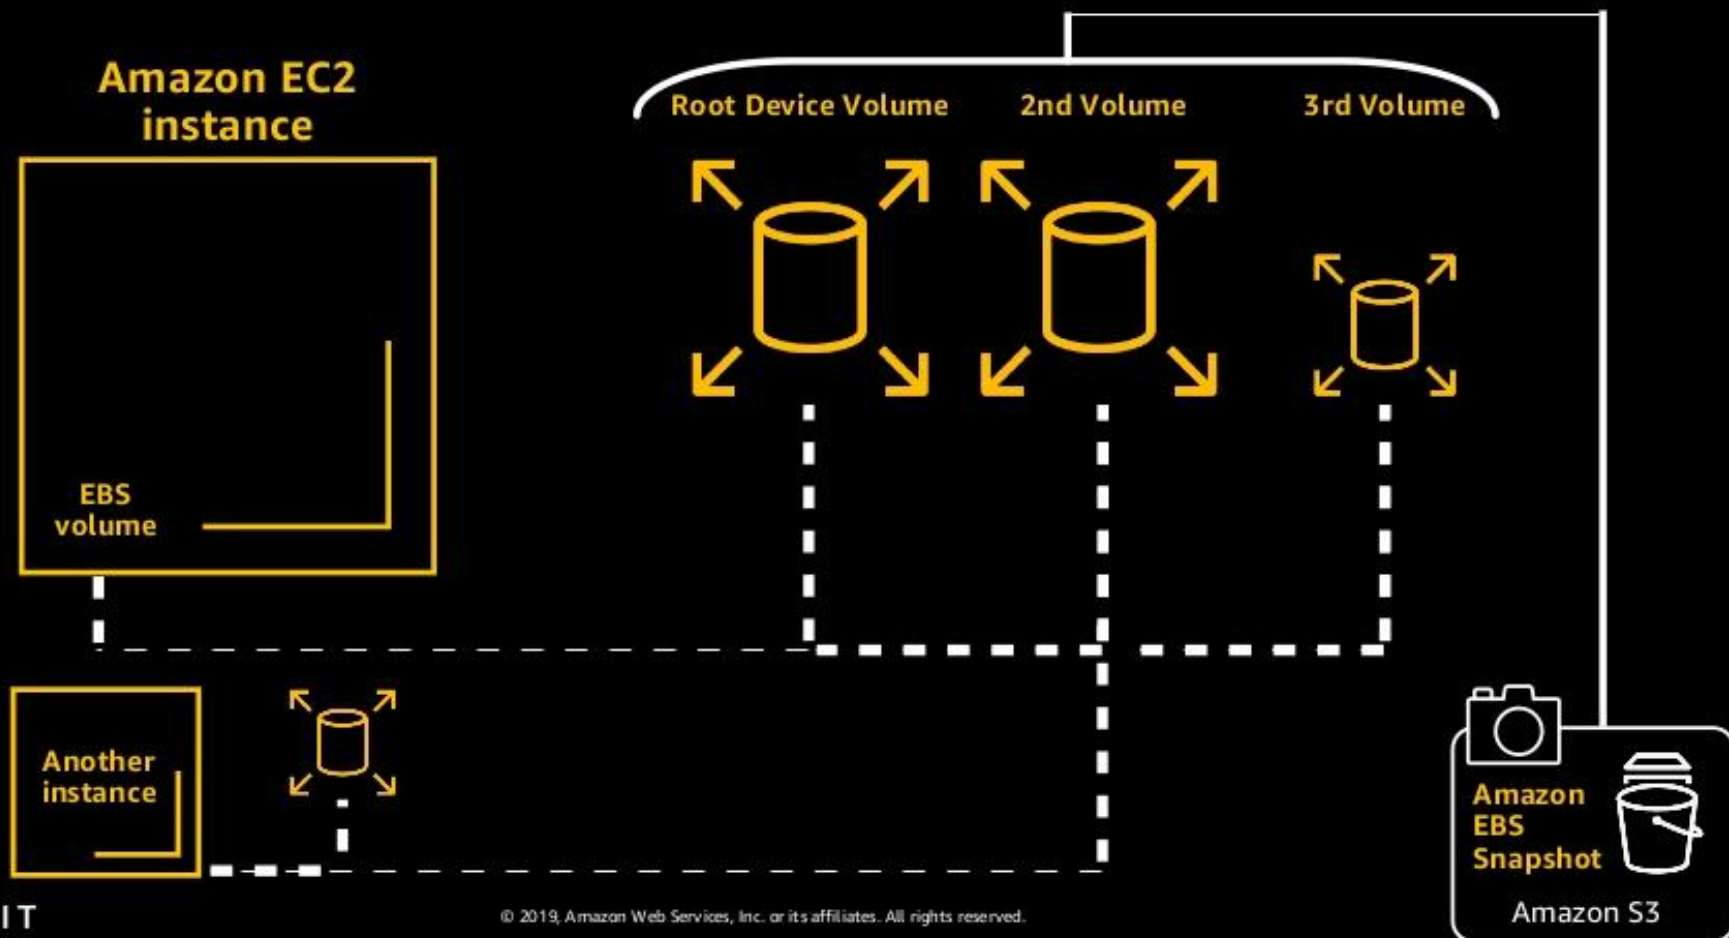 Amazon EC2
instance
Root Device Volume
2nd Volume
3rd Volume
EBS
volume
Another
instance
Amazon
EBS
Snapshot
Amazon S3
IT
© 2019, Amazon Web Services, Inc. or its affiliates. All rights reserved.